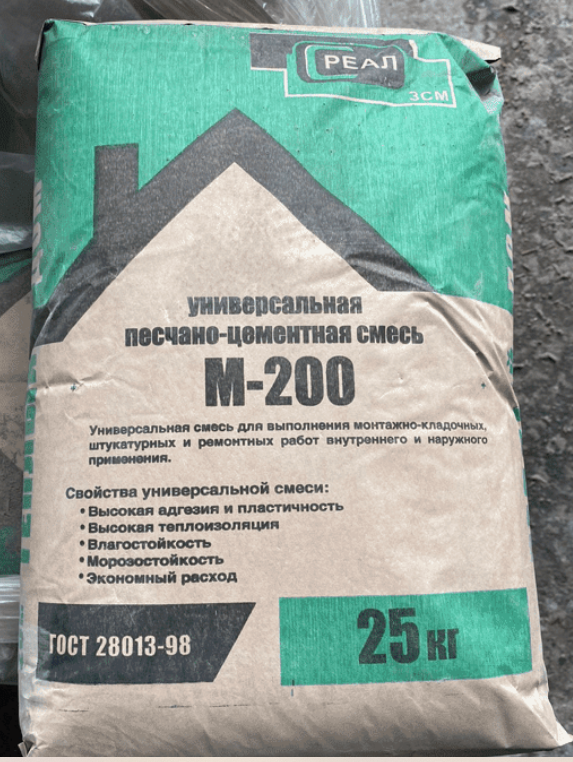 РЕАЛ
ЗСМ
универсальная
песчано-цементная смесь
М-200
Универсальная смесь для выполнения монтажно-кладочных,
штукатурных и ремонтных работ внутреннего и наружного
применения.
Свойства универсальной смеси:
•Высокая адгезия и пластичность
•Высокая теплоизоляция
•Влагостойкость
•Морозостойкость
•Экономный расход
ГОСТ 28013-98
25 кг